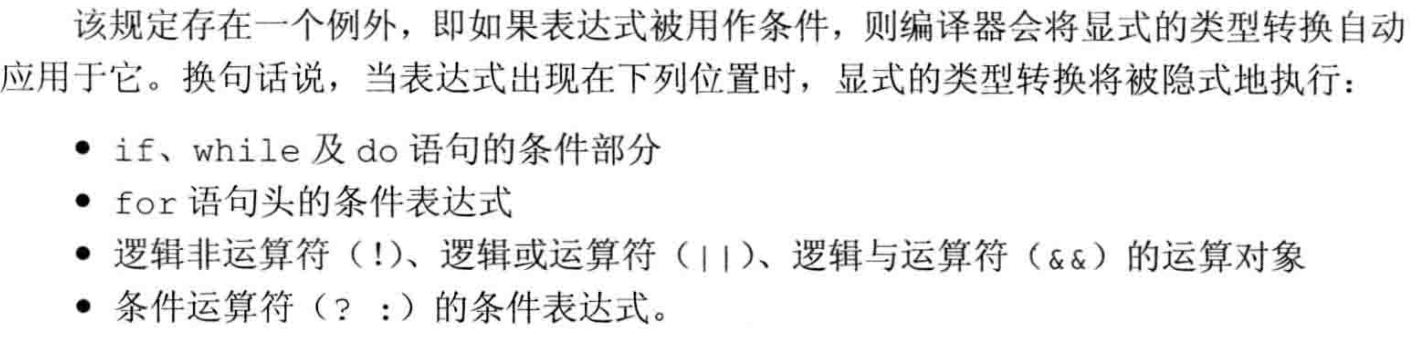 该规定存在一个例外，即如果表达式被用作条件，则编译器会将显式的类型转换自动
应用于它。换句话说，当表达式出现在下列位置时，显式的类型转换将被隐式地执行：
• if、while 及 do 语句的条件部分
• for 语句头的条件表达式
• 逻辑非运算符（!）、逻辑或运算符（||）、逻辑与运算符（&&）的运算对象
• 条件运算符（? :）的条件表达式。